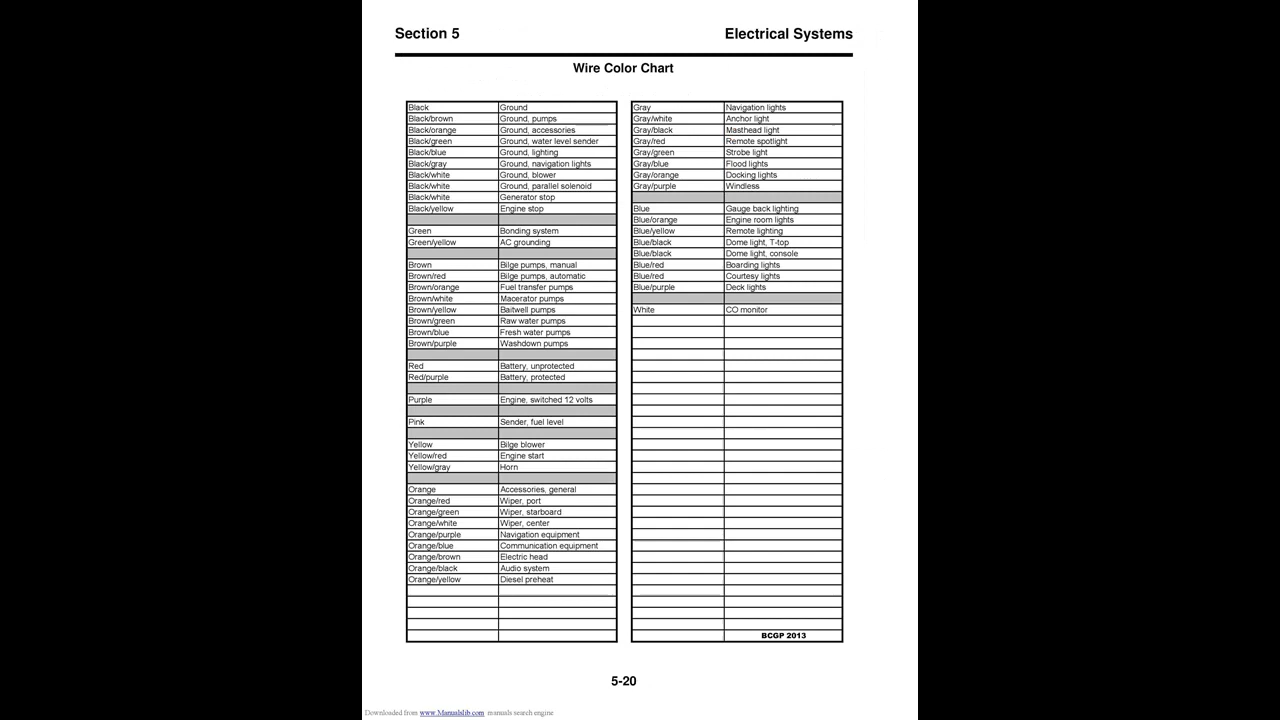 Section 5 Electrical Systems
Wire Color Chart
Black Ground
Black/brown Ground, pumps
Black/orange Ground, accessories
Black/green Ground, water level sender
Black/blue Ground, lighting
Black/gray Ground, navigation lights
Black/white Ground, blower
Black/white Ground, parallel solenoid
Black/white Generator stop
Black/yellow Engine stop
Green Bonding system
Green/yellow AC grounding
Brown Bilge pumps, manual
Brown/red Bilge pumps, automatic
Brown/orange Fuel transfer pumps
Brown/white Macerator pumps
Brown/yellow Baitwell pumps
Brown/green Raw water pumps
Brown/blue Fresh water pumps
Brown/purple Washdown pumps
Red Battery, unprotected
Red/purple Battery, protected
Purple Engine, switched 12 volts
Pink Sender, fuel level
Yellow Bilge blower
Yellow/red Engine start
Yellow/gray Horn
Orange Accessories, general
Orange/red Wiper, port
Orange/green Wiper, starboard
Orange/white Wiper, center
Orange/purple Navigation equipment
Orange/blue Communication equipment
Orange/brown Electric head
Orange/black Audio system
Orange/yellow Diesel preheat
Gray Navigation lights
Gray/white Anchor light
Gray/black Masthead light
Gray/red Remote spotlight
Gray/green Strobe light
Gray/blue Flood lights
Gray/orange Docking lights
Gray/purple Windless
Blue Gauge back lighting
Blue/orange Engine room lights
Blue/yellow Remote lighting
Blue/black Dome light, T-top
Blue/black Dome light, console
Blue/red Boarding lights
Blue/red Courtesy lights
Blue/purple Deck lights
White CO monitor
BCGP 2013
5-20
Downloaded from www.Manualslib.com manuals search engine